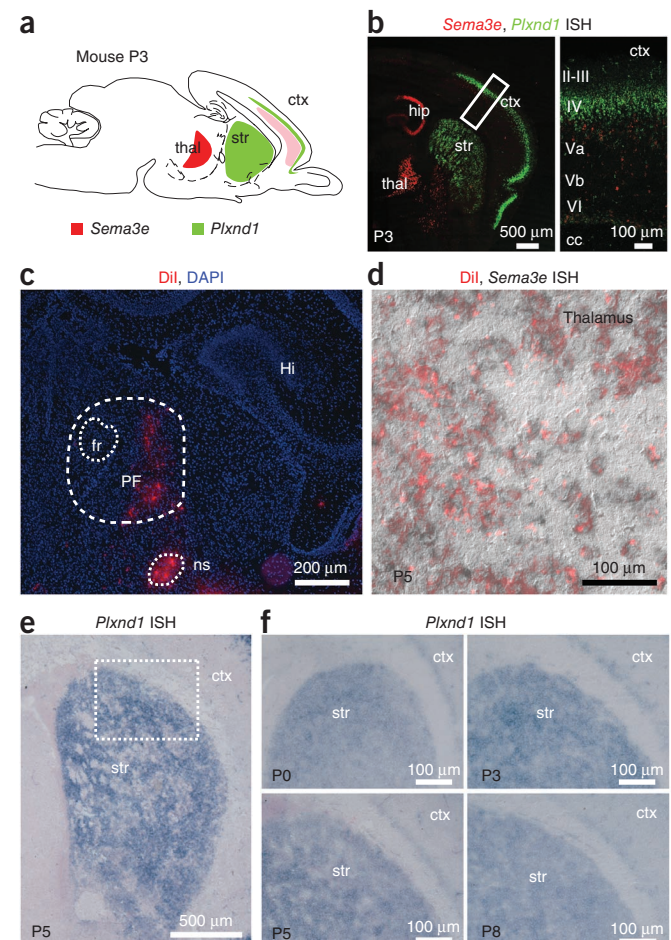 a
Mouse P3
ctx
thal
str
Sema3e
Plxnd1
b
Sema3e, Plxnd1 ISH
hip
ctx
str
thal
P3
500 µm
ctx
II-III
IV
Va
Vb
VI
cc
100 µm
c
DiI, DAPI
Hi
fr
PF
ns
200 µm
d
DiI, Sema3e ISH
Thalamus
P5
100 µm
e
Plxnd1 ISH
ctx
str
P5
500 µm
f
Plxnd1 ISH
ctx
str
P0
100 µm
ctx
str
P3
100 µm
ctx
str
P5
100 µm
ctx
str
P8
100 µm